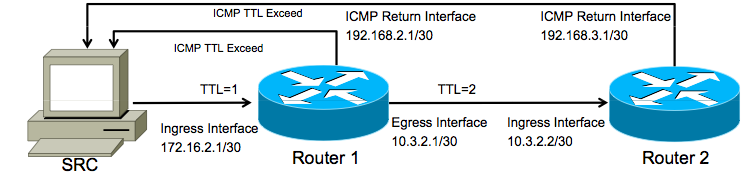 ICMP TTL Exceed
ICMP Return Interface
192.168.2.1/30
ICMP Return Interface
192.168.3.1/30
ICMP TTL Exceed
TTL=1
TTL=2
Ingress Interface
172.16.2.1/30
Egress Interface
10.3.2.1/30
Ingress Interface
10.3.2.2/30
SRC
Router 1
Router 2